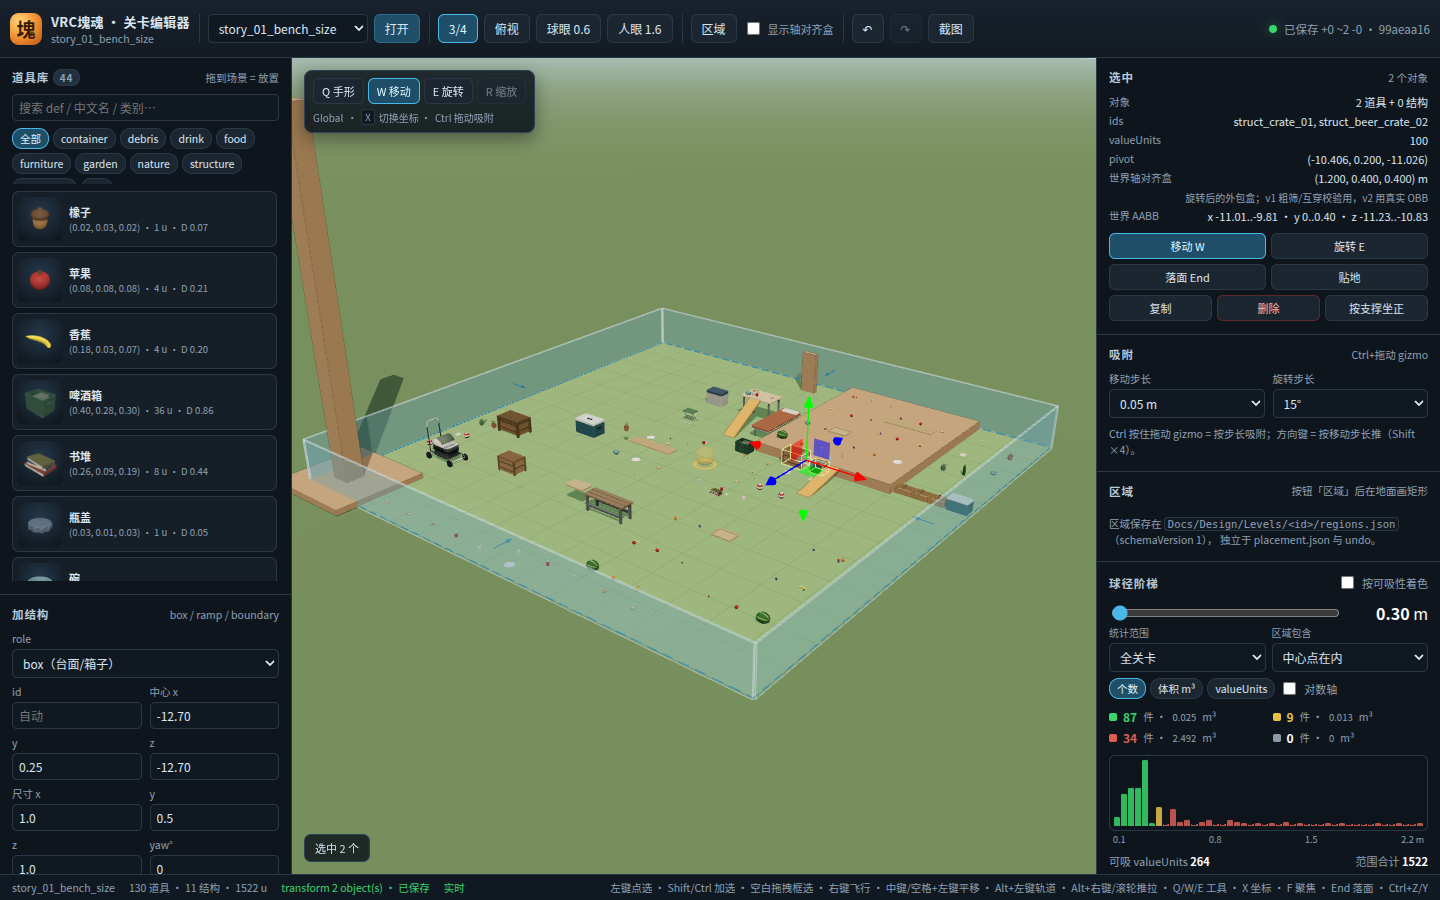 塊
VRC塊魂 · 关卡编辑器
story_01_bench_size
story_01_bench_size
打开
3/4
俯视
球眼 0.6
人眼 1.6
区域
显示轴对齐盒
↶
↷
截图
已保存 +0 ~2 -0 · 99aeaa16
道具库 44
拖到场景 = 放置
搜索 def / 中文名 / 类别…
全部 container debris drink food
furniture garden nature structure
橡子
(0.02, 0.03, 0.02) · 1 u · D 0.07
苹果
(0.08, 0.08, 0.08) · 4 u · D 0.21
香蕉
(0.18, 0.03, 0.07) · 4 u · D 0.20
啤酒箱
(0.40, 0.28, 0.30) · 36 u · D 0.86
书堆
(0.26, 0.09, 0.19) · 8 u · D 0.44
瓶盖
(0.03, 0.01, 0.03) · 1 u · D 0.05
碗
加结构
box / ramp / boundary
role
box（台面/箱子）
id
中心 x
自动
-12.70
y
z
0.25
-12.70
尺寸 x
y
1.0
0.5
z
yaw°
1.0
0
Q 手形
W 移动
E 旋转
R 缩放
Global · X 切换坐标 · Ctrl 拖动吸附
选中 2 个
选中
2 个对象
对象
2 道具 + 0 结构
ids
struct_crate_01, struct_beer_crate_02
valueUnits
100
pivot
(-10.406, 0.200, -11.026)
世界轴对齐盒
(1.200, 0.400, 0.400) m
旋转后的外包盒；v1 粗筛/互穿校验用，v2 用真实 OBB
世界 AABB
x -11.01..-9.81 · y 0..0.40 · z -11.23..-10.83
移动 W
旋转 E
落面 End
贴地
复制
删除
按支撑坐正
吸附
Ctrl+拖动 gizmo
移动步长
旋转步长
0.05 m
15°
Ctrl 按住拖动 gizmo = 按步长吸附；方向键 = 按移动步长推（Shift
×4）。
区域
按钮「区域」后在地面画矩形
区域保存在 Docs/Design/Levels/<id>/regions.json
（schemaVersion 1），独立于 placement.json 与 undo。
球径阶梯
按可吸性着色
0.30 m
统计范围
区域包含
全关卡
中心点在内
个数
体积 m³
valueUnits
对数轴
87 件 · 0.025 m³
9 件 · 0.013 m³
34 件 · 2.492 m³
0 件 · 0 m³
0.1
0.8
1.5
2.2 m
可吸 valueUnits 264
范围合计 1522
story_01_bench_size 130 道具 · 11 结构 · 1522 u transform 2 object(s) · 已保存 实时
左键点选 · Shift/Ctrl 加选 · 空白拖拽框选 · 右键飞行 · 中键/空格+左键平移 · Alt+左键轨道 · Alt+右键/滚轮推拉 · Q/W/E 工具 · X 坐标 · F 聚焦 · End 落面 · Ctrl+Z/Y